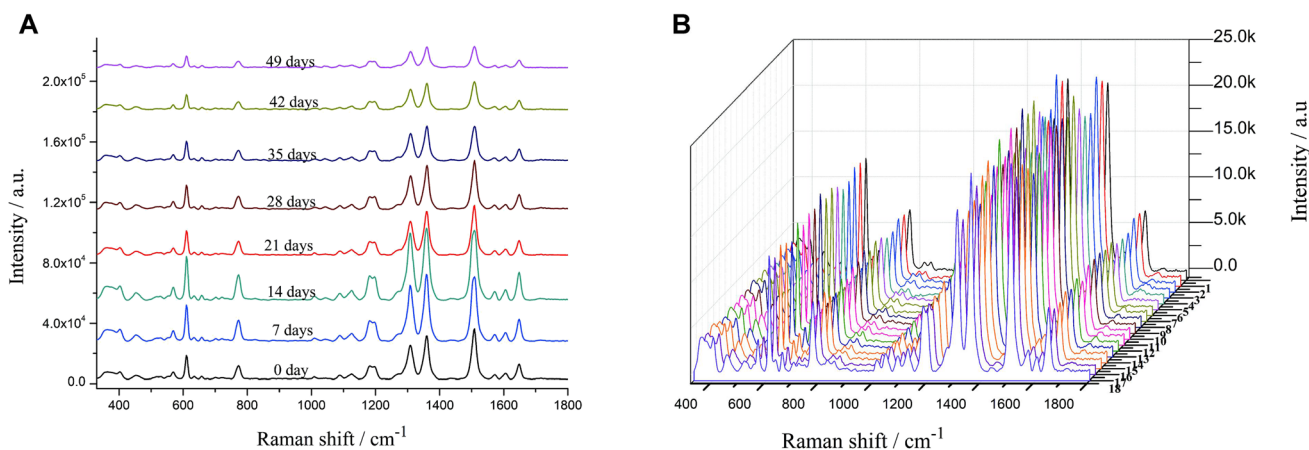 A
Intensity / a.u.
2.0x10⁵
1.6x10⁵
1.2x10⁵
8.0x10⁴
4.0x10⁴
0.0
49 days
42 days
35 days
28 days
21 days
14 days
7 days
0 day
400 600 800 1000 1200 1400 1600 1800
Raman shift / cm⁻¹
B
25.0k
20.0k
15.0k
10.0k
5.0k
0.0
Intensity / a.u
400 600 800 1000 1200 1400 1600 1800
Raman shift / cm⁻¹